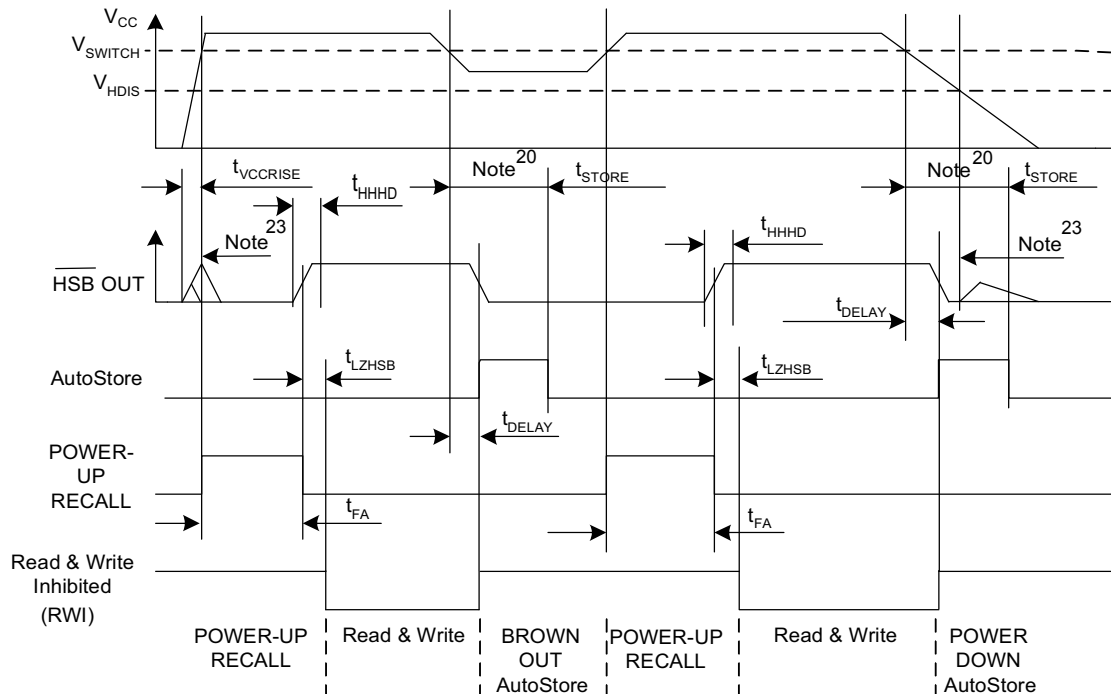 VCC
VSWITCH
VHDIS
tVCCRISE
tHHHD
Note20
tSTORE
Note20
tSTORE
Note23
tHHHD
Note23
HSB OUT
tDELAY
tLZHSB
tLZHSB
AutoStore
tDELAY
POWER-
UP
RECALL
tFA
tFA
Read & Write
Inhibited
(RWI)
POWER-UP
RECALL
Read & Write
BROWN
OUT
AutoStore
POWER-UP
RECALL
Read & Write
POWER
DOWN
AutoStore